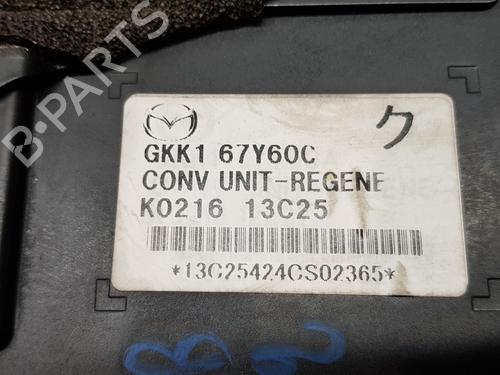 ク
GKK1 67Y60C
CONV UNIT-REGENE
K0216 13C25
*13C25424CS02365*
B-PARTS